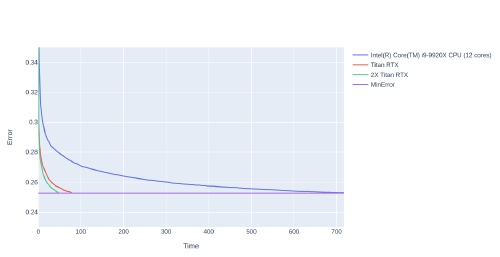 Intel(R) Core(TM) i9-9920X CPU (12 cores)
Titan RTX
2X Titan RTX
MinError
0.34
0.32
0.3
0.28
0.26
0.24
Error
0 100 200 300 400 500 600 700
Time